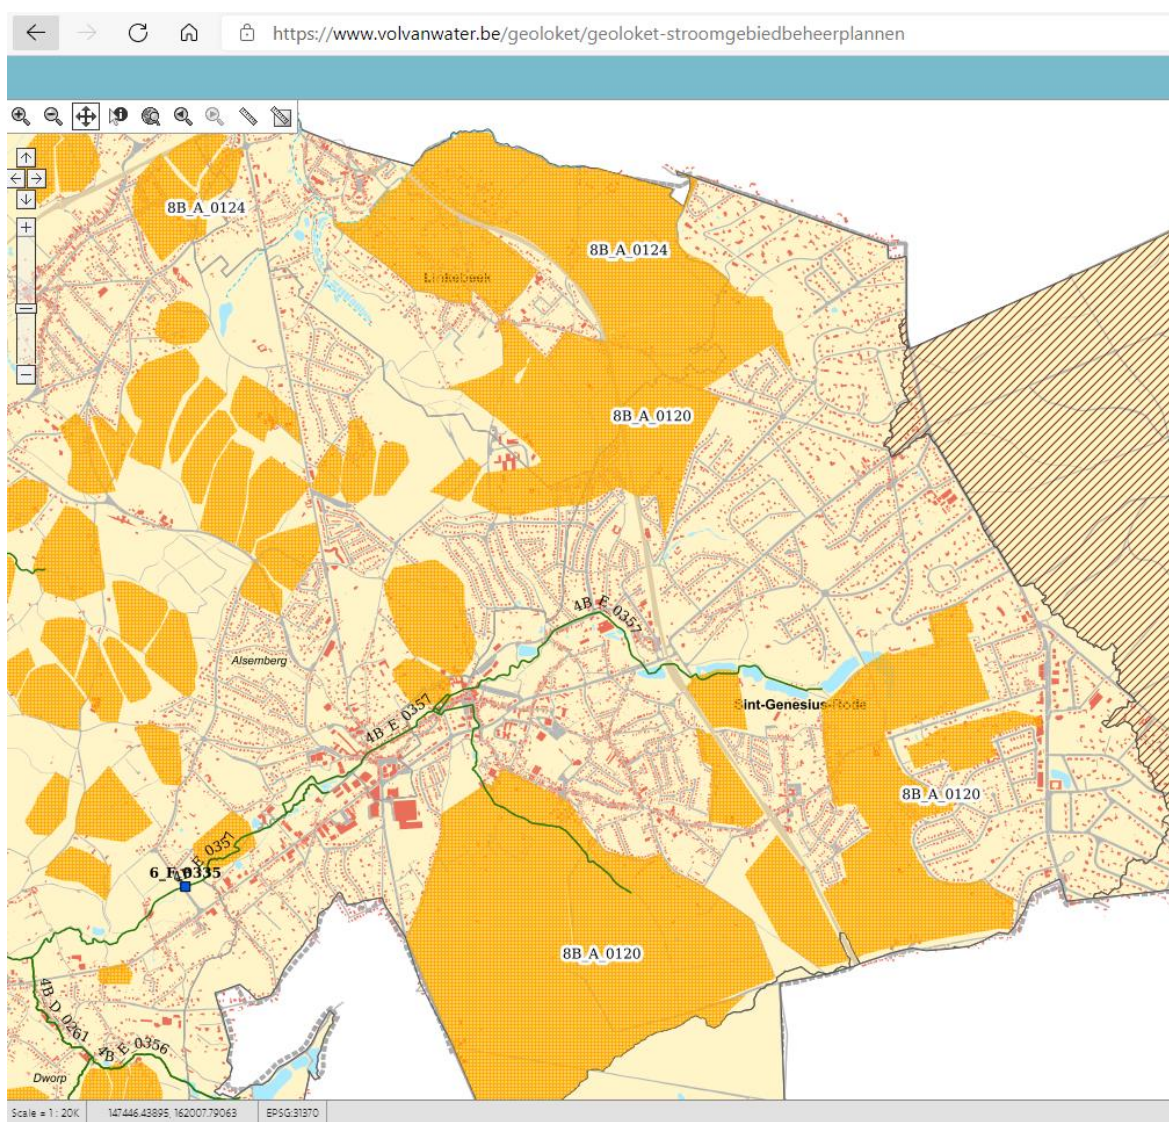 https://www.volvanwater.be/geoloket/geoloket-stroomgebiedbeheerplannen
8B_A_0124
8B_A_0124
Linkebeek
8B_A_0120
4B_E_0357
Alsemberg
Sint-Genesius-Rode
4B_E_0357
8B_A_0120
4B_E_0357
6_F_0335
8B_A_0120
4B_D_0261
4B_E_0356
Dworp
Scale = 1 : 20K 147446.43895, 162007.79063 EPSG:31370